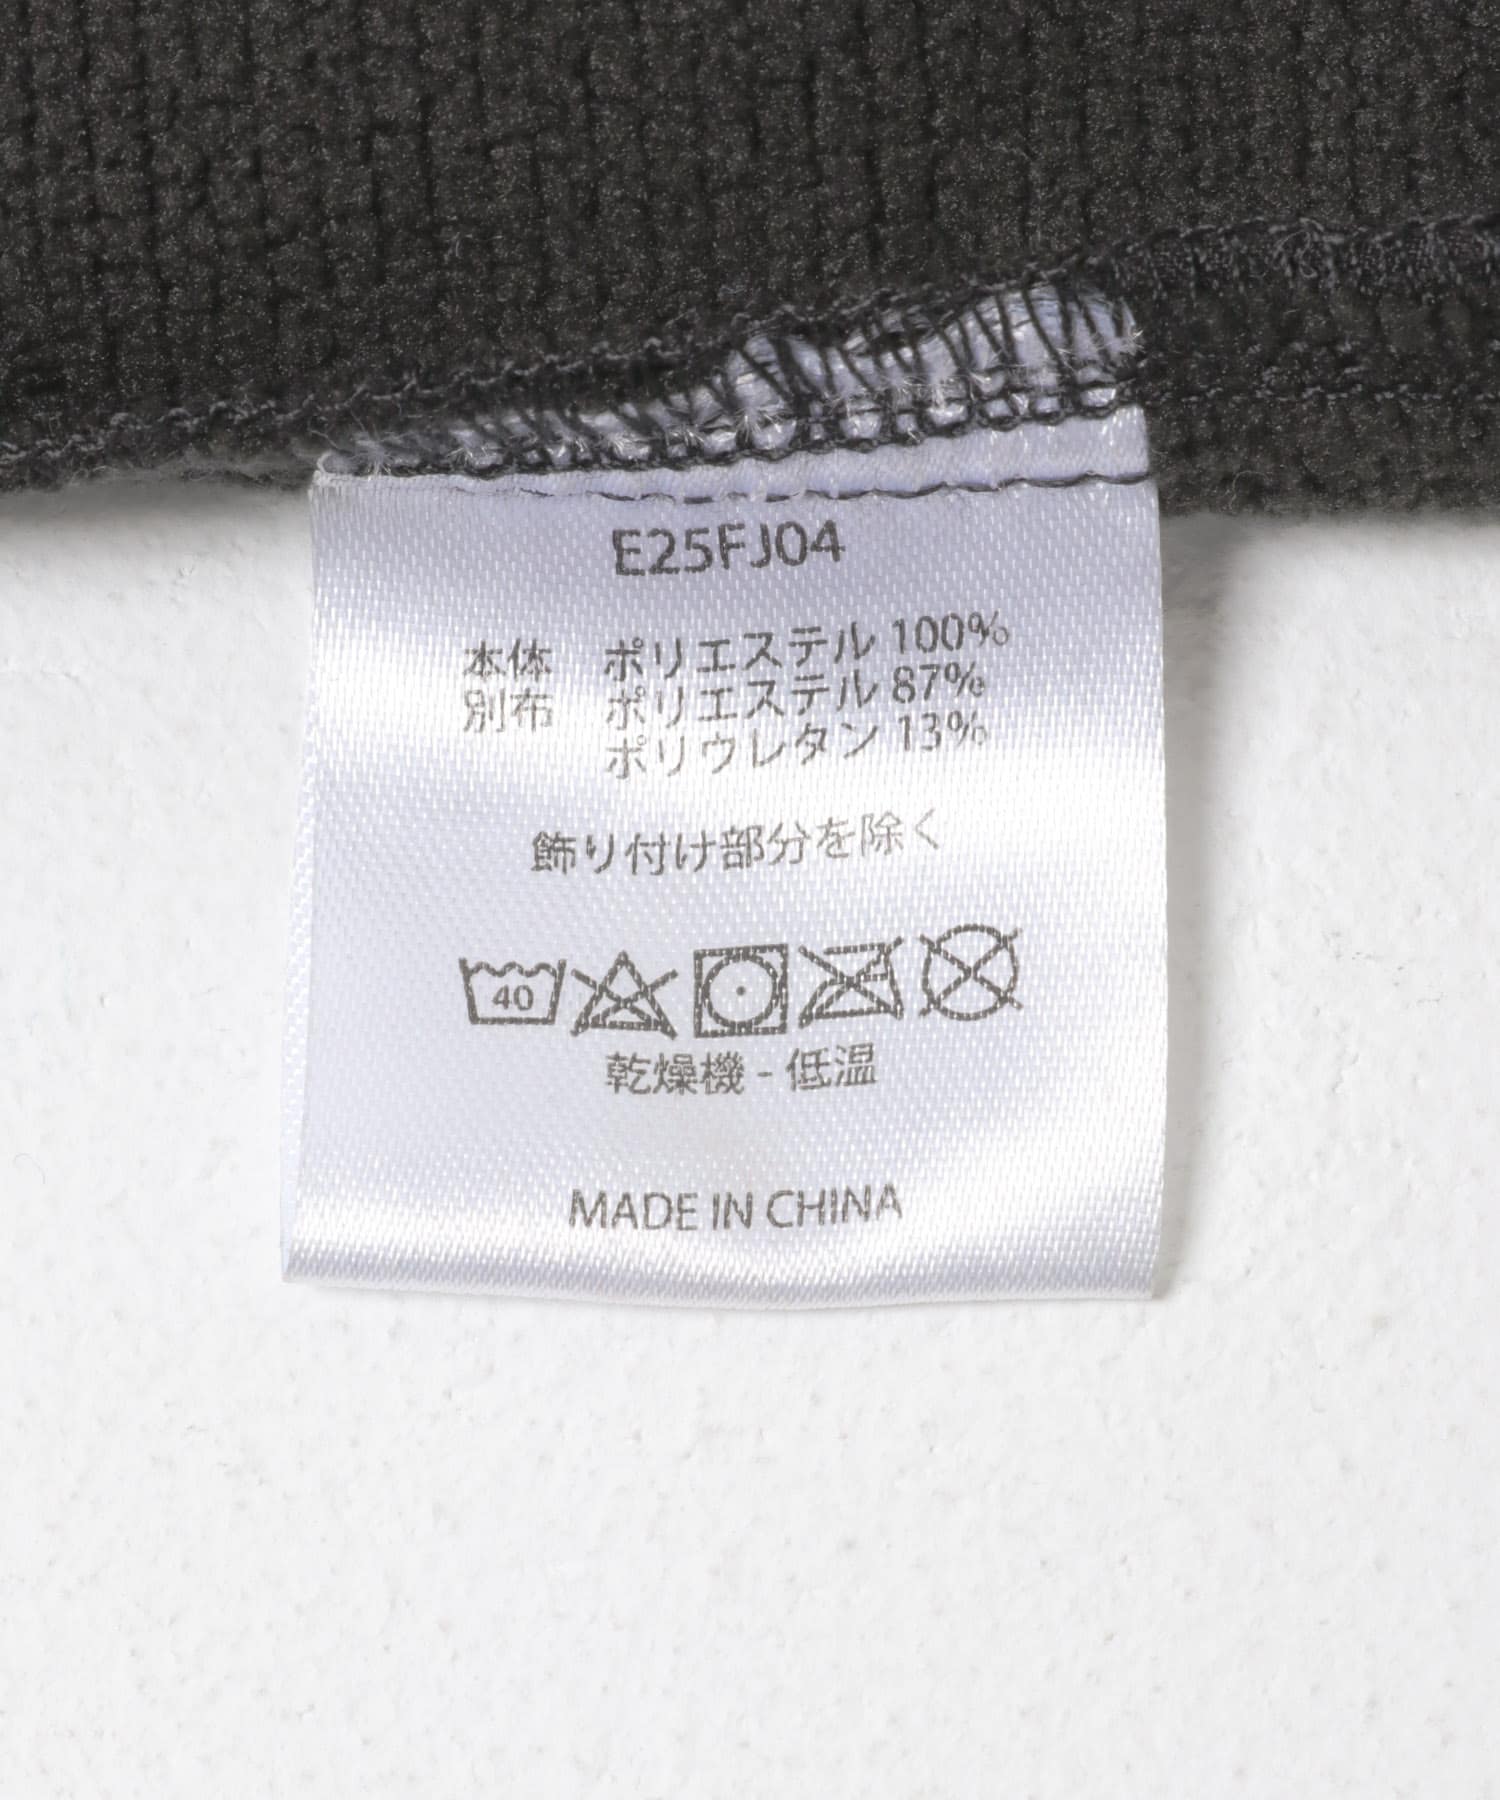 E25FJ04
本体 ポリエステル 100%
別布 ポリエステル 87%
ポリウレタン 13%
飾り付け部分を除く
40
乾燥機 - 低温
MADE IN CHINA